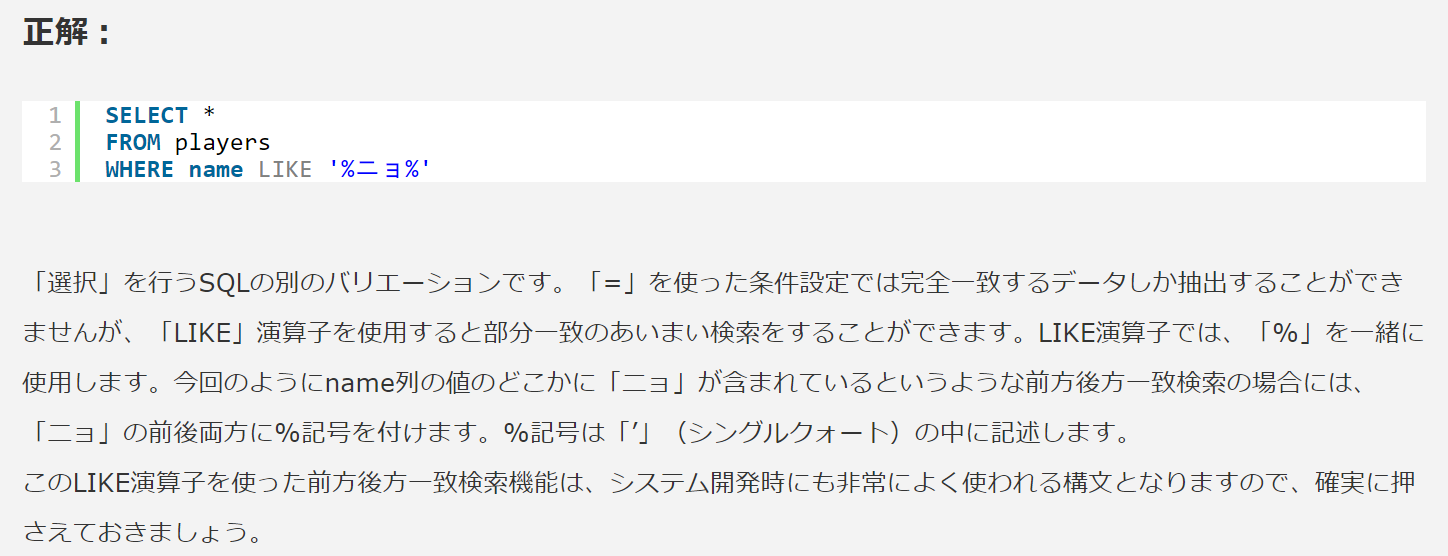 正解：
1 SELECT *
2 FROM players
3 WHERE name LIKE '%ニョ%'
「選択」を行うSQLの別のバリエーションです。「=」を使った条件設定では完全一致するデータしか抽出することができ
ませんが、「LIKE」演算子を使用すると部分一致のあいまい検索をすることができます。LIKE演算子では、「%」を一緒に
使用します。今回のようにname列の値のどこかに「ニョ」が含まれているというような前方後方一致検索の場合には、
「ニョ」の前後両方に%記号を付けます。%記号は「’」（シングルクォート）の中に記述します。
このLIKE演算子を使った前方後方一致検索機能は、システム開発時にも非常によく使われる構文となりますので、確実に押
さえておきましょう。